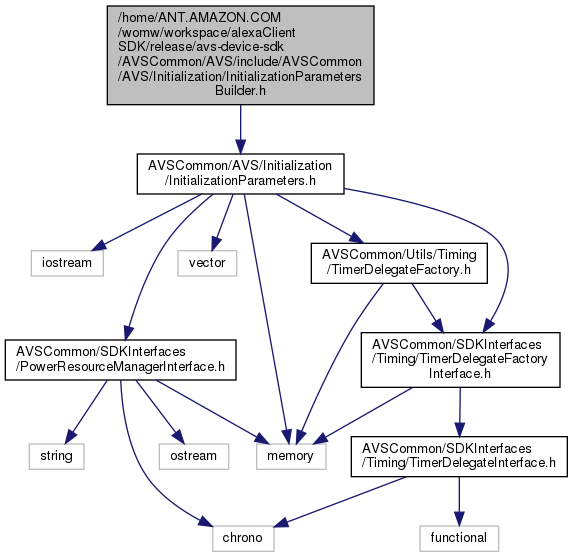 /home/ANT.AMAZON.COM
/womw/workspace/alexaClient
SDK/release/avs-device-sdk
/AVSCommon/AVS/include/AVSCommon
/AVS/Initialization/InitializationParameters
Builder.h
AVSCommon/AVS/Initialization
/InitializationParameters.h
iostream
vector
AVSCommon/Utils/Timing
/TimerDelegateFactory.h
AVSCommon/SDKInterfaces
/PowerResourceManagerInterface.h
AVSCommon/SDKInterfaces
/Timing/TimerDelegateFactory
Interface.h
string
ostream
memory
AVSCommon/SDKInterfaces
/Timing/TimerDelegateInterface.h
chrono
functional